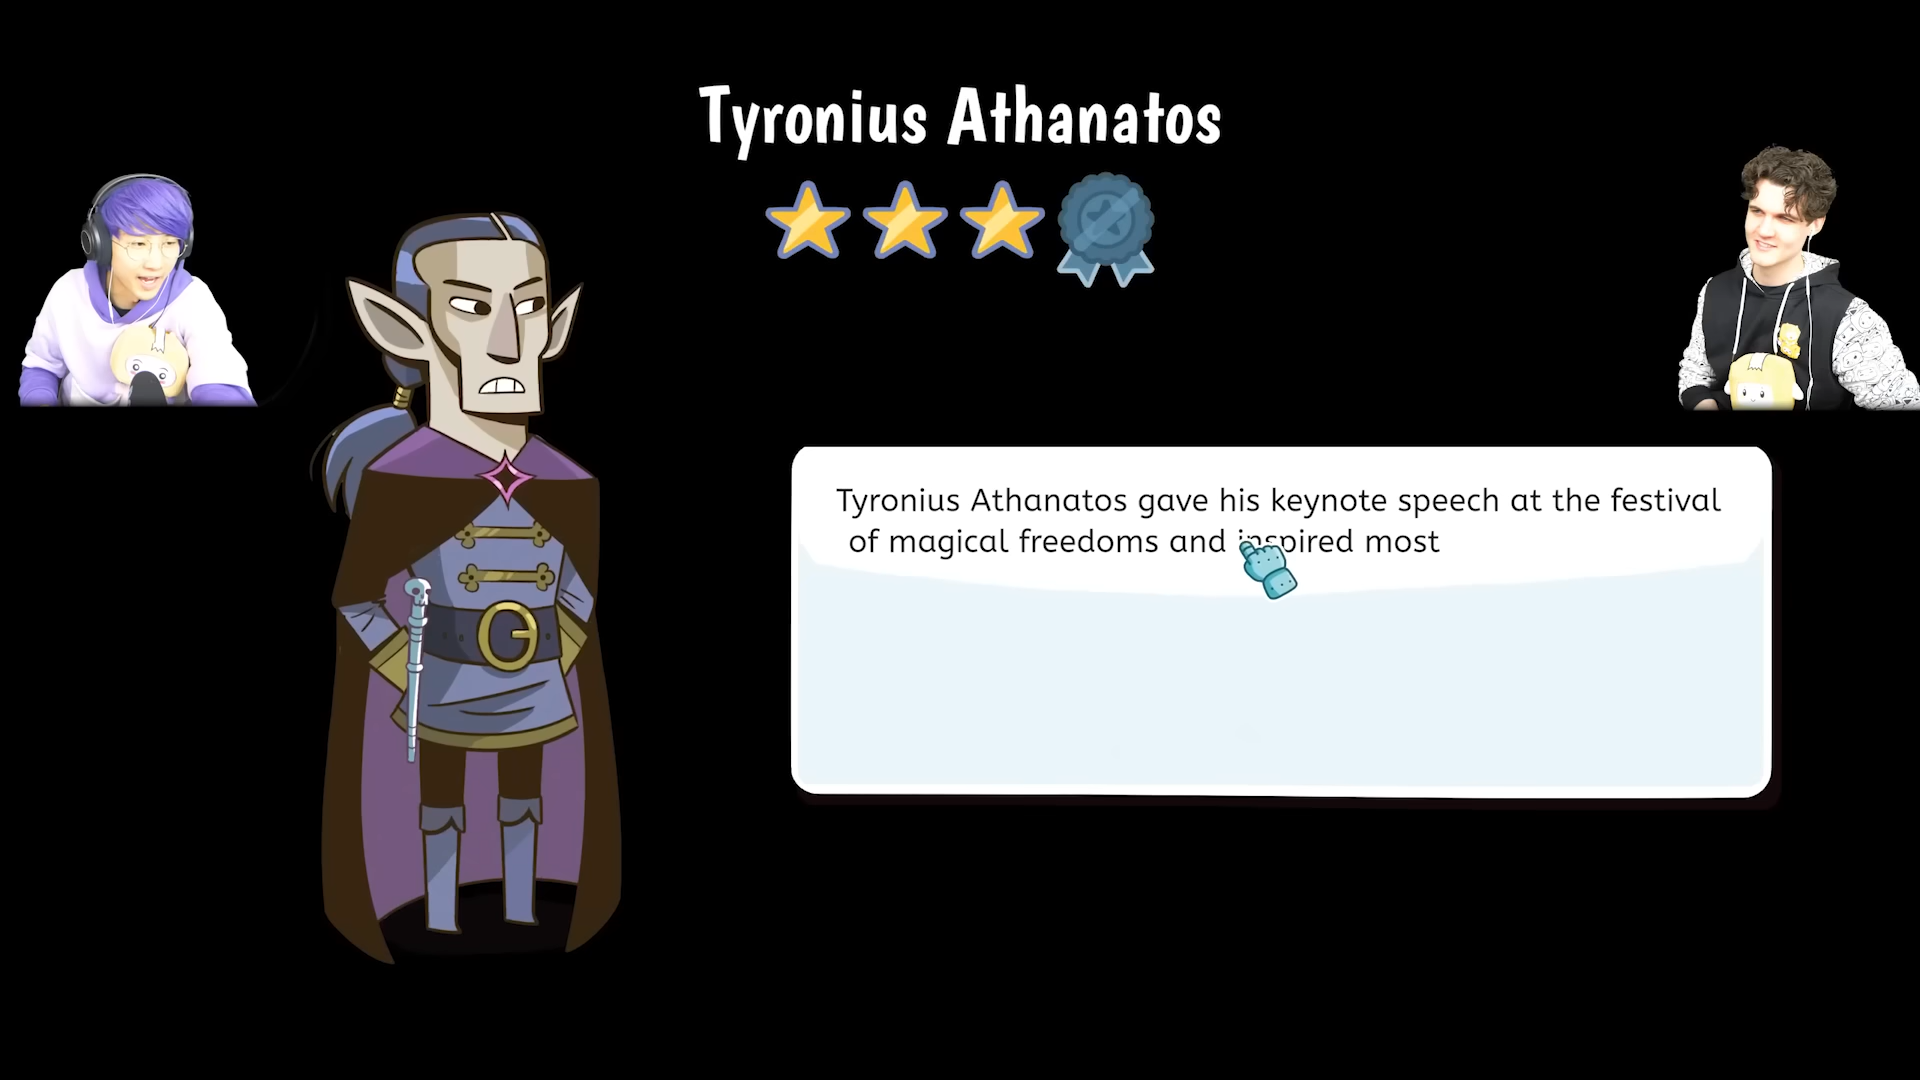 Tyronius Athanatos
Tyronius Athanatos gave his keynote speech at the festival
of magical freedoms and inspired most